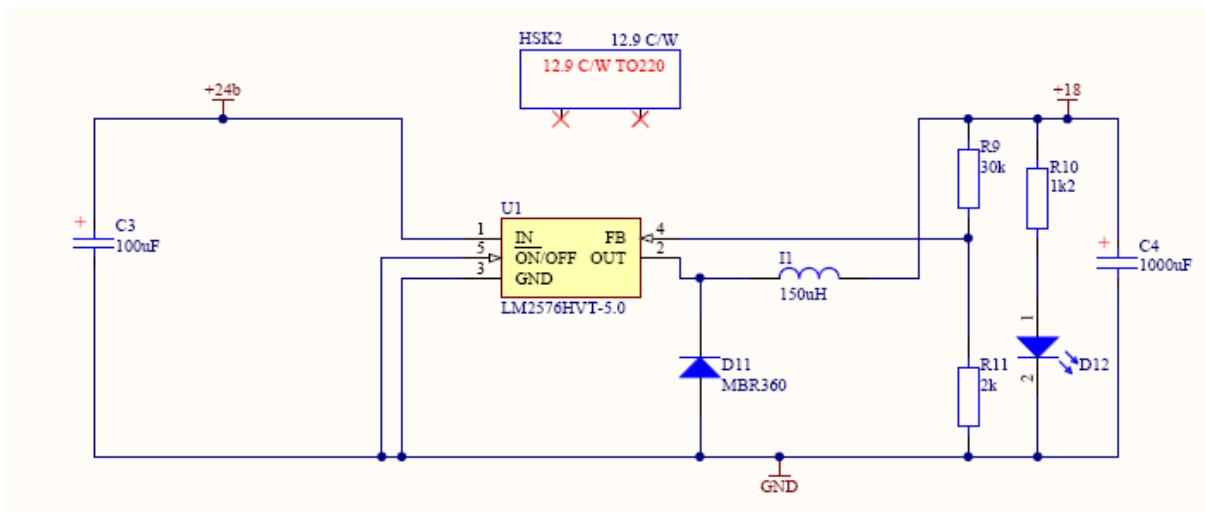 HSK2 12.9 C/W
12.9 C/W TO220
+24b
+18
R9
30k
R10
1k2
U1
+
C3
100uF
1 IN FB 4
5 ON/OFF OUT 2
3 GND
LM2576HVT-5.0
I1
150uH
+
C4
1000uF
1
D11
MBR360
R11
2k
2
D12
GND